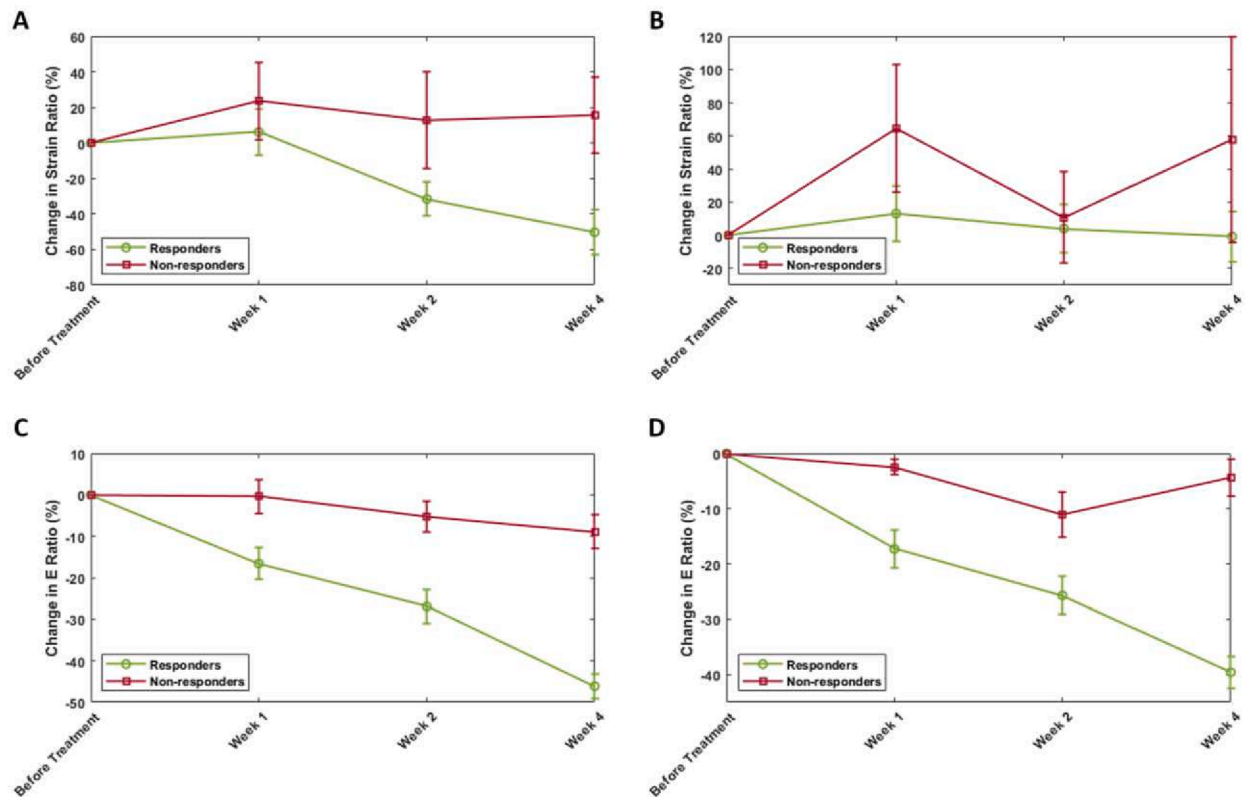 A
Change in Strain Ratio (%)
60
40
20
0
-20
-40
-60
-80
Responders
Non-responders
Before Treatment
Week 1
Week 2
Week 4
B
Change in Strain Ratio (%)
120
100
80
60
40
20
0
-20
Responders
Non-responders
Before Treatment
Week 1
Week 2
Week 4
C
Change in E Ratio (%)
10
0
-10
-20
-30
-40
-50
Responders
Non-responders
Before Treatment
Week 1
Week 2
Week 4
D
Change in E Ratio (%)
0
-10
-20
-30
-40
Responders
Non-responders
Before Treatment
Week 1
Week 2
Week 4